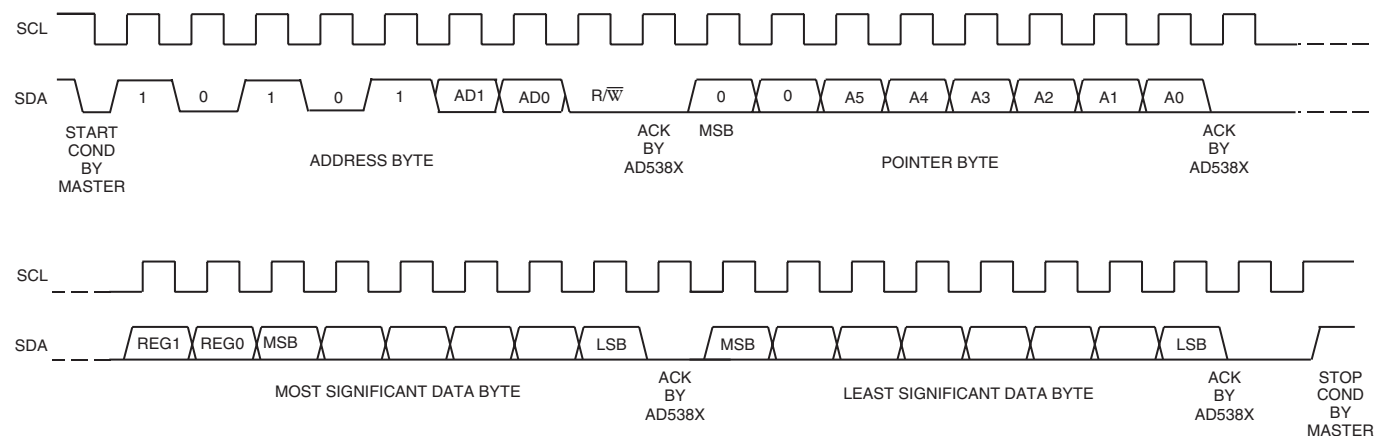 SCL
SDA 1 0 1 0 1 AD1 AD0 R/W̅ 0 0 A5 A4 A3 A2 A1 A0
START
COND
BY
MASTER
ADDRESS BYTE
ACK
BY
AD538X
MSB
POINTER BYTE
ACK
BY
AD538X
SCL
SDA REG1 REG0 MSB LSB MSB LSB
MOST SIGNIFICANT DATA BYTE
ACK
BY
AD538X
LEAST SIGNIFICANT DATA BYTE
ACK
BY
AD538X
STOP
COND
BY
MASTER